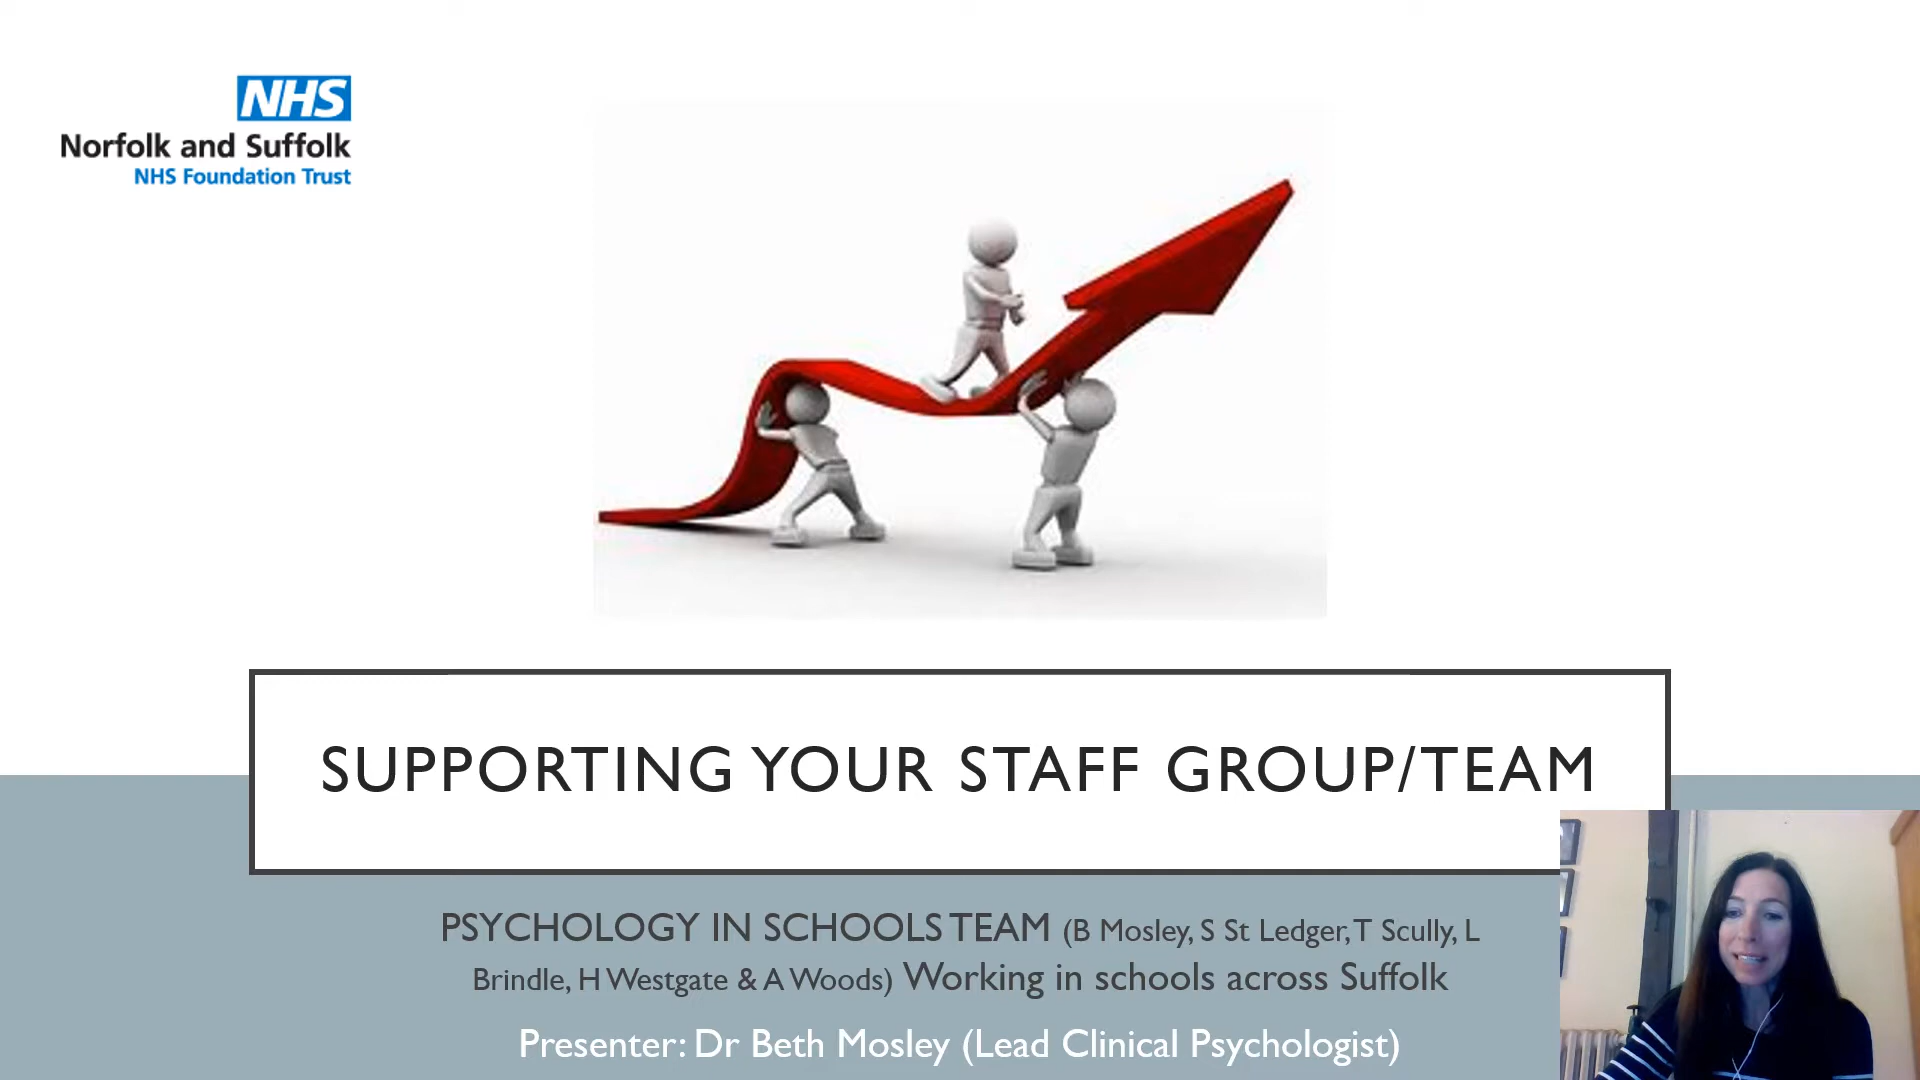 NHS
Norfolk and Suffolk
NHS Foundation Trust
SUPPORTING YOUR STAFF GROUP/TEAM
PSYCHOLOGY IN SCHOOLS TEAM (B Mosley, S St Ledger, T Scully, L
Brindle, H Westgate & A Woods) Working in schools across Suffolk
Presenter: Dr Beth Mosley (Lead Clinical Psychologist)